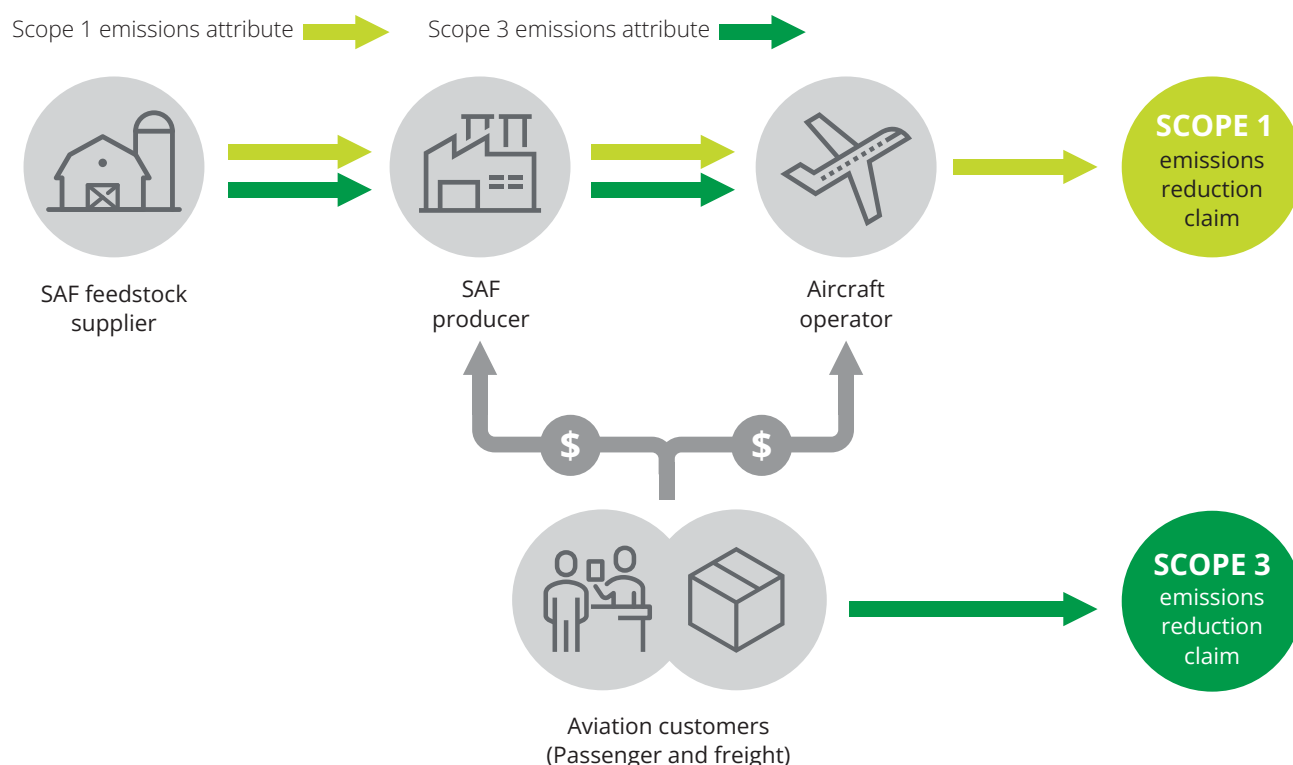 Scope 1 emissions attribute
Scope 3 emissions attribute
SCOPE 1
emissions
reduction
claim
SAF feedstock
supplier
SAF
producer
Aircraft
operator
$
$
SCOPE 3
emissions
reduction
claim
Aviation customers
(Passenger and freight)